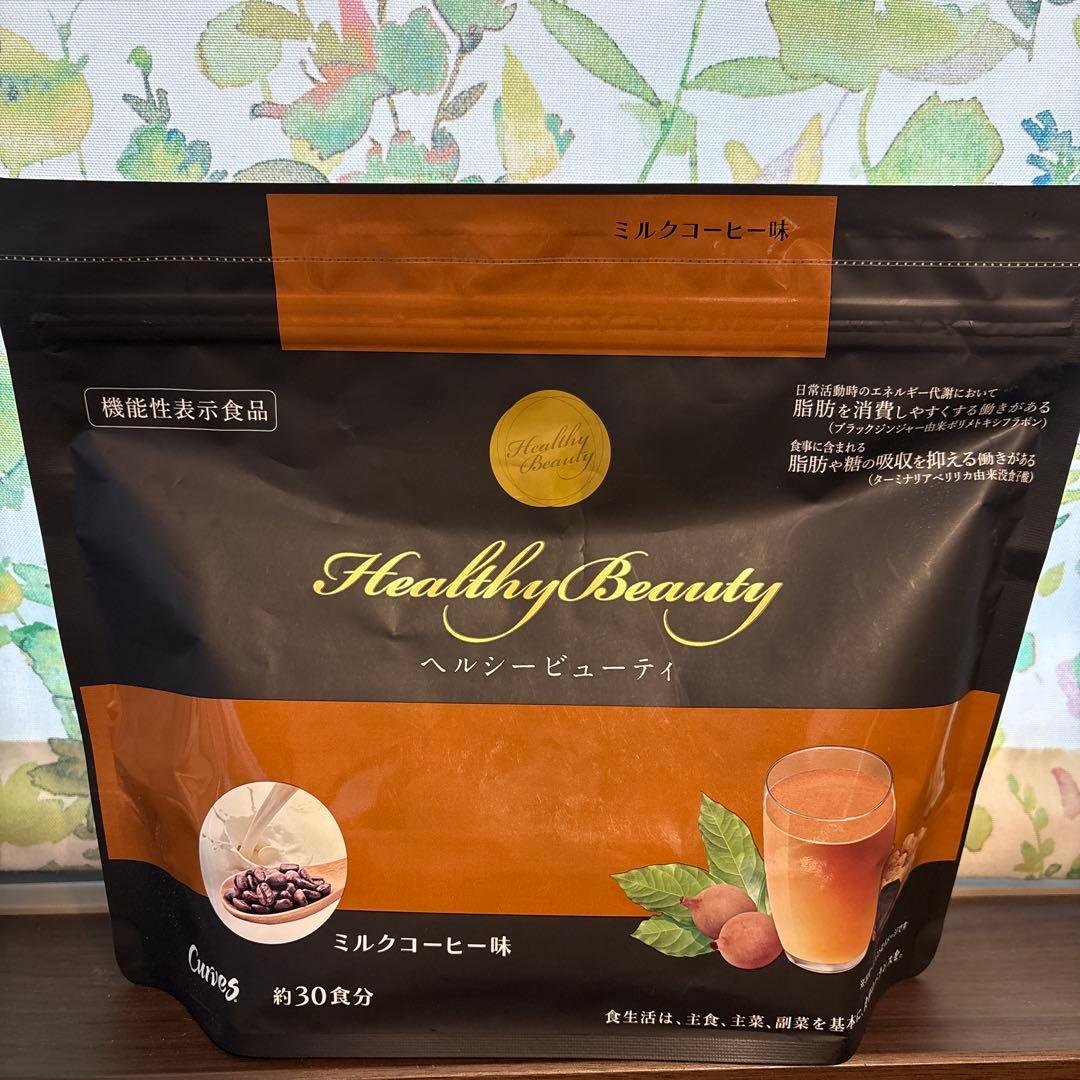 ミルクコーヒー味
機能性表示食品
日常活動時のエネルギー代謝において
脂肪を消費しやすくする働きがある
(ブラックジンジャー由来ポリメトキシフラボン)
食事に含まれる
脂肪や糖の吸収を抑える働きがある
(ターミナリアベリリカ由来没食子酸)
Healthy
Beauty
Healthy Beauty
ヘルシービューティ
ミルクコーヒー味
Curves
約30食分
食生活は、主食、主菜、副菜を基本に、